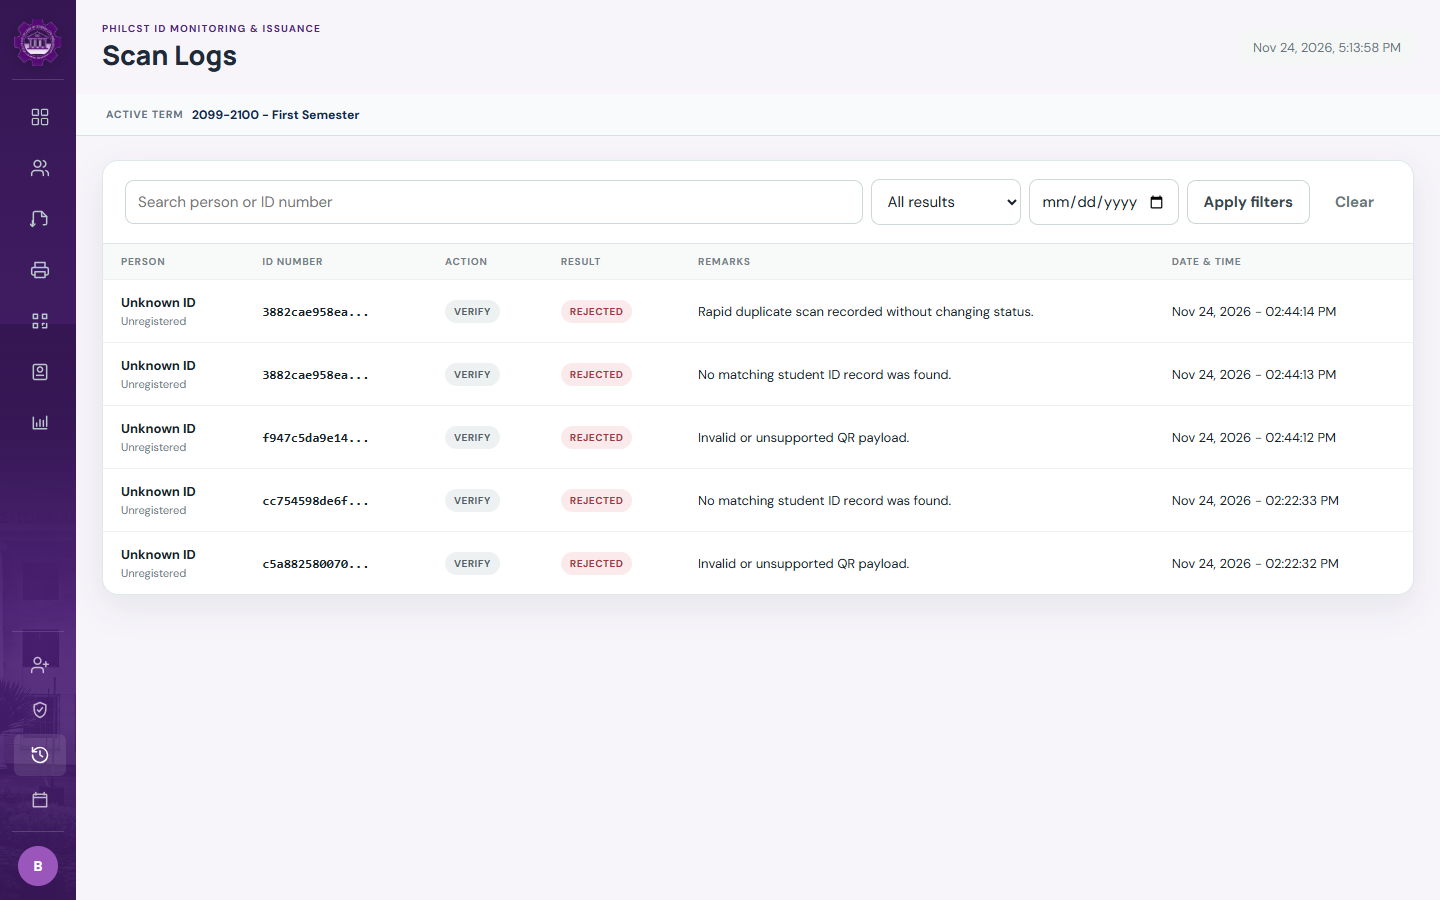 PHILCST ID MONITORING & ISSUANCE
Scan Logs
Nov 24, 2026, 5:13:58 PM
ACTIVE TERM 2099-2100 - First Semester
Search person or ID number
All results
mm/dd/yyyy
Apply filters
Clear
PERSON ID NUMBER ACTION RESULT REMARKS DATE & TIME
Unknown ID
Unregistered
3882cae958ea... VERIFY REJECTED Rapid duplicate scan recorded without changing status. Nov 24, 2026 - 02:44:14 PM
Unknown ID
Unregistered
3882cae958ea... VERIFY REJECTED No matching student ID record was found. Nov 24, 2026 - 02:44:13 PM
Unknown ID
Unregistered
f947c5da9e14... VERIFY REJECTED Invalid or unsupported QR payload. Nov 24, 2026 - 02:44:12 PM
Unknown ID
Unregistered
cc754598de6f... VERIFY REJECTED No matching student ID record was found. Nov 24, 2026 - 02:22:33 PM
Unknown ID
Unregistered
c5a882580070... VERIFY REJECTED Invalid or unsupported QR payload. Nov 24, 2026 - 02:22:32 PM
B